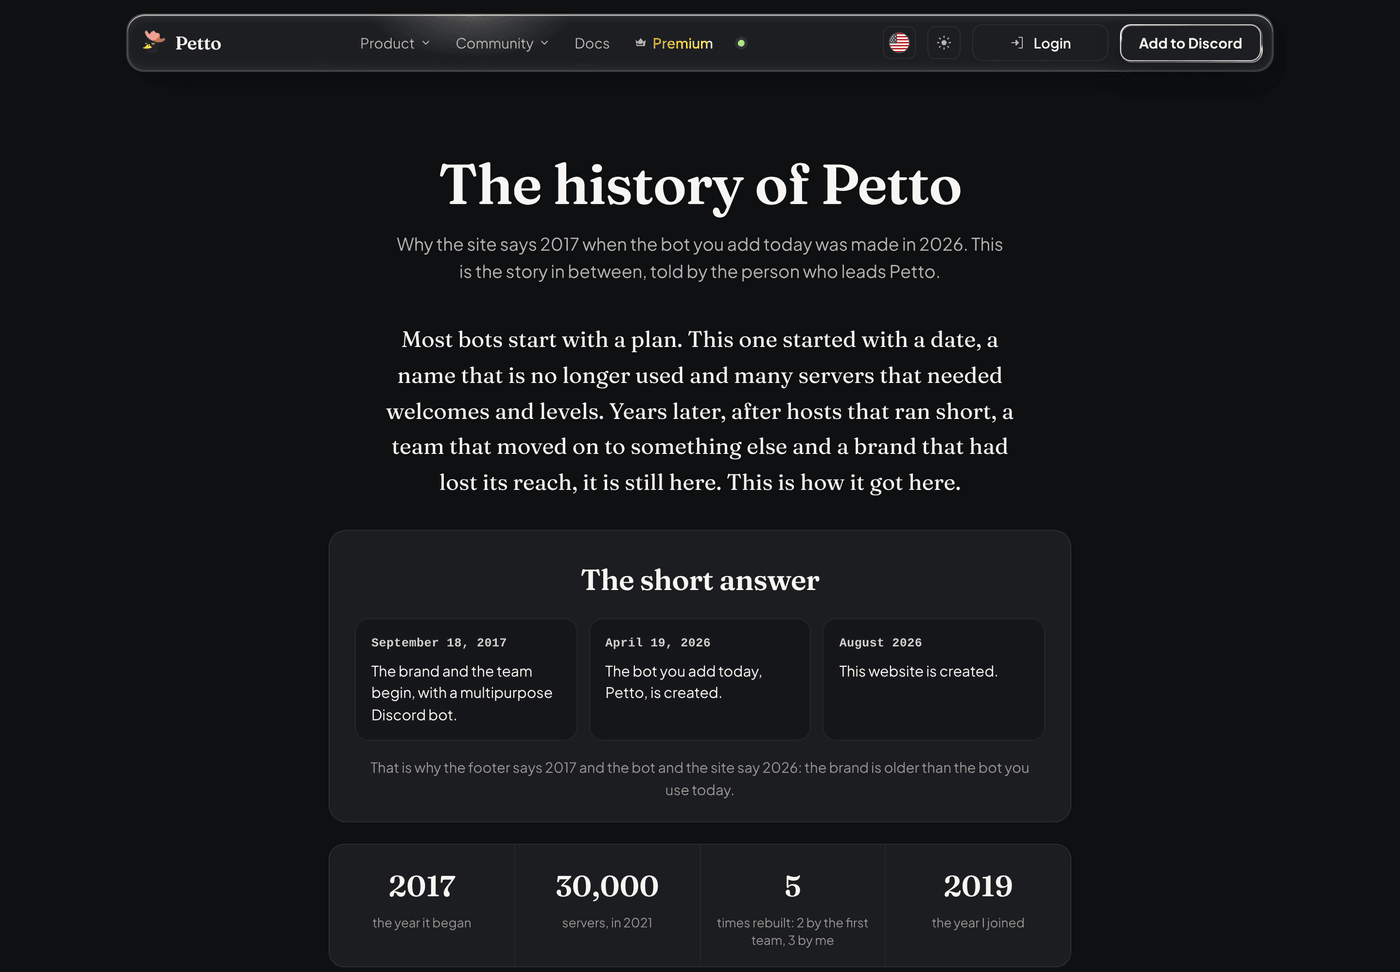 Petto
Product
Community
Docs
Premium
Login
Add to Discord
The history of Petto
Why the site says 2017 when the bot you add today was made in 2026. This
is the story in between, told by the person who leads Petto.
Most bots start with a plan. This one started with a date, a
name that is no longer used and many servers that needed
welcomes and levels. Years later, after hosts that ran short, a
team that moved on to something else and a brand that had
lost its reach, it is still here. This is how it got here.
The short answer
September 18, 2017
The brand and the team
begin, with a multipurpose
Discord bot.
April 19, 2026
The bot you add today,
Petto, is created.
August 2026
This website is created.
That is why the footer says 2017 and the bot and the site say 2026: the brand is older than the bot you
use today.
2017
the year it began
30,000
servers, in 2021
5
times rebuilt: 2 by the first
team, 3 by me
2019
the year I joined